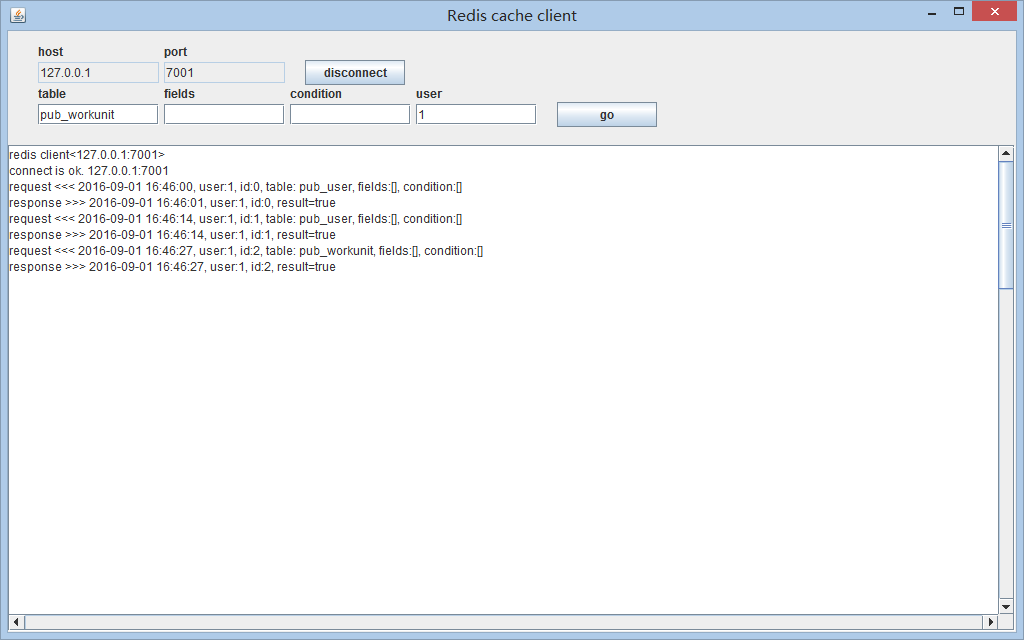 Redis cache client
host port
127.0.0.1 7001 disconnect
table fields condition user
pub_workunit 1 go
redis client<127.0.0.1:7001>
connect is ok. 127.0.0.1:7001
request <<< 2016-09-01 16:46:00, user:1, id:0, table: pub_user, fields:[], condition:[]
response >>> 2016-09-01 16:46:01, user:1, id:0, result=true
request <<< 2016-09-01 16:46:14, user:1, id:1, table: pub_user, fields:[], condition:[]
response >>> 2016-09-01 16:46:14, user:1, id:1, result=true
request <<< 2016-09-01 16:46:27, user:1, id:2, table: pub_workunit, fields:[], condition:[]
response >>> 2016-09-01 16:46:27, user:1, id:2, result=true